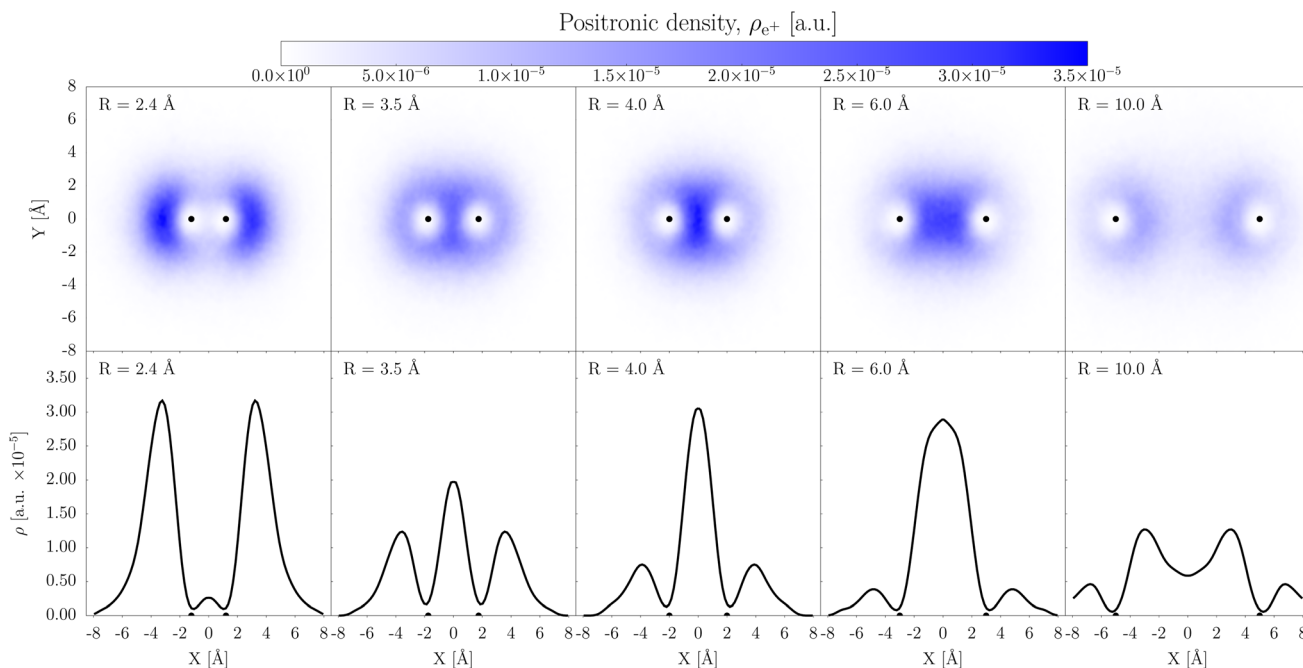 Positronic density, ρe+ [a.u.]
0.0×10⁰ 5.0×10⁻⁶ 1.0×10⁻⁵ 1.5×10⁻⁵ 2.0×10⁻⁵ 2.5×10⁻⁵ 3.0×10⁻⁵ 3.5×10⁻⁵
R = 2.4 Å R = 3.5 Å R = 4.0 Å R = 6.0 Å R = 10.0 Å
8
6
4
2
0
-2
-4
-6
-8
Y [Å]
R = 2.4 Å R = 3.5 Å R = 4.0 Å R = 6.0 Å R = 10.0 Å
3.50
3.00
2.50
2.00
1.50
1.00
0.50
0.00
ρ [a.u. ×10⁻⁵]
-8 -6 -4 -2 0 2 4 6 8 -8 -6 -4 -2 0 2 4 6 8 -8 -6 -4 -2 0 2 4 6 8 -8 -6 -4 -2 0 2 4 6 8 -8 -6 -4 -2 0 2 4 6 8
X [Å] X [Å] X [Å] X [Å] X [Å]